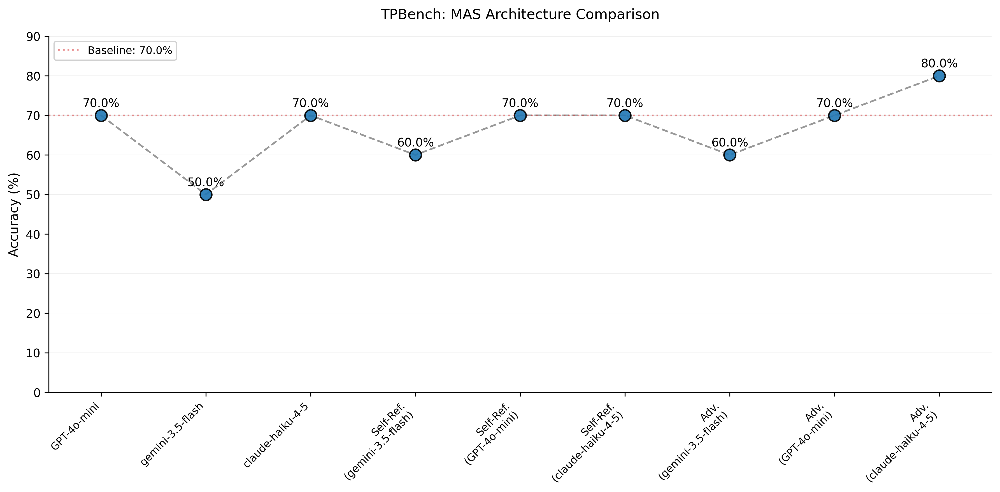 TPBench: MAS Architecture Comparison
Baseline: 70.0%
Accuracy (%)
90
80
70
60
50
40
30
20
10
0
70.0%
50.0%
70.0%
60.0%
70.0%
70.0%
60.0%
70.0%
80.0%
GPT-4o-mini
gemini-3.5-flash
claude-haiku-4-5
Self-Ref.
(gemini-3.5-flash)
Self-Ref.
(GPT-4o-mini)
Self-Ref.
(claude-haiku-4-5)
Adv.
(gemini-3.5-flash)
Adv.
(GPT-4o-mini)
Adv.
(claude-haiku-4-5)